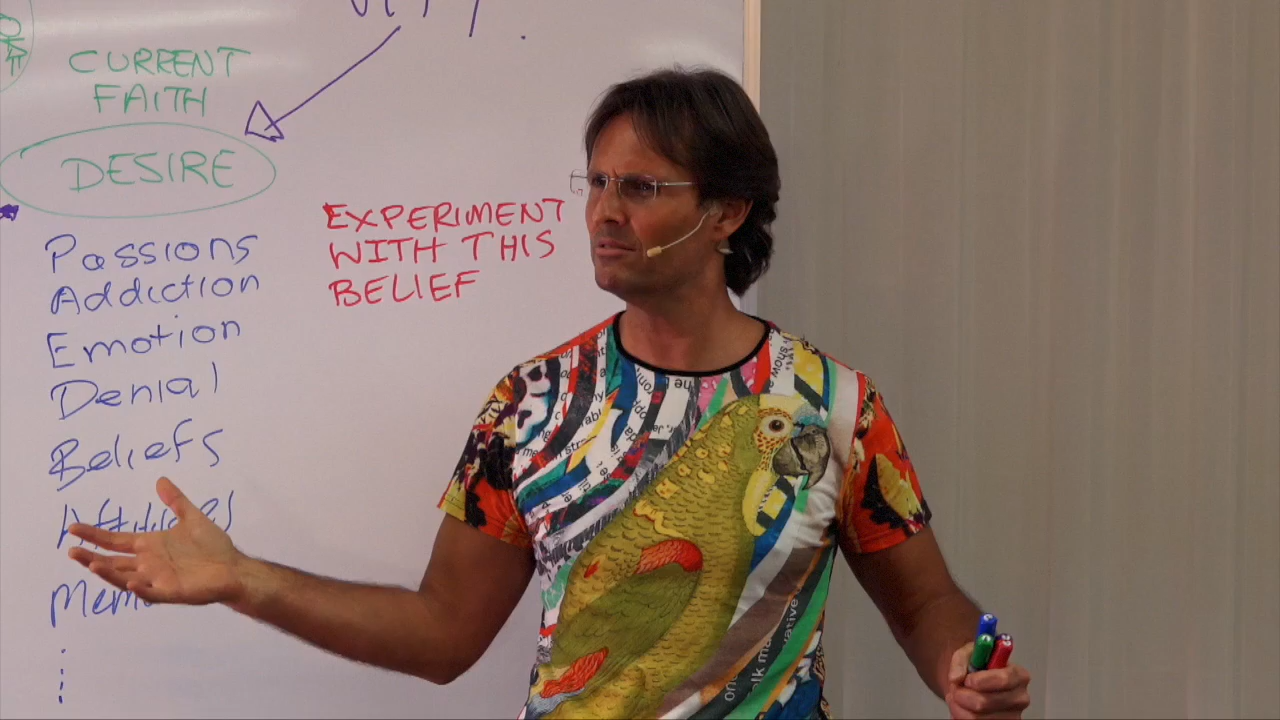 CURRENT
FAITH
DESIRE
EXPERIMENT
WITH THIS
BELIEF
Passions
Addiction
Emotion
Denial
Beliefs